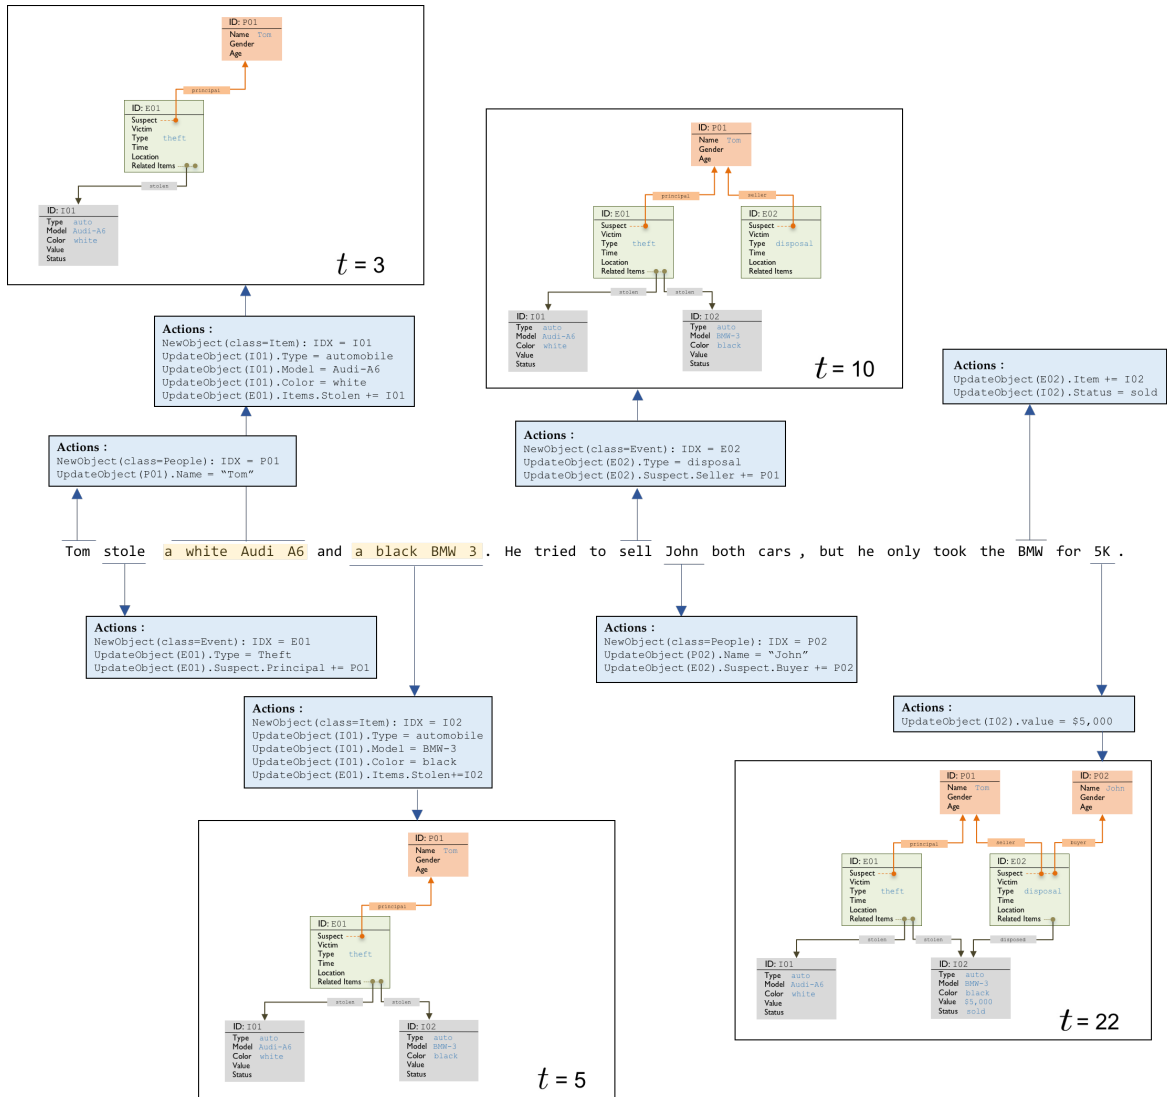 ID: P01
Name Tom
Gender
Age
principal
ID: E01
Suspect
Victim
Type theft
Time
Location
Related Items
stolen
ID: I01
Type auto
Model Audi-A6
Color white
Value
Status
t = 3
ID: P01
Name Tom
Gender
Age
principal
seller
ID: E01
Suspect
Victim
Type theft
Time
Location
Related Items
ID: E02
Suspect
Victim
Type disposal
Time
Location
Related Items
stolen
stolen
ID: I01
Type auto
Model Audi-A6
Color white
Value
Status
ID: I02
Type auto
Model BMW-3
Color black
Value
Status
t = 10
Actions :
NewObject(class=Item): IDX = I01
UpdateObject(I01).Type = automobile
UpdateObject(I01).Model = Audi-A6
UpdateObject(I01).Color = white
UpdateObject(E01).Items.Stolen += I01
Actions :
UpdateObject(E02).Item += I02
UpdateObject(I02).Status = sold
Actions :
NewObject(class=People): IDX = P01
UpdateObject(P01).Name = “Tom”
Actions :
NewObject(class=Event): IDX = E02
UpdateObject(E02).Type = disposal
UpdateObject(E02).Suspect.Seller += P01
Tom stole a white Audi A6 and a black BMW 3. He tried to sell John both cars, but he only took the BMW for 5K.
Actions :
NewObject(class=Event): IDX = E01
UpdateObject(E01).Type = Theft
UpdateObject(E01).Suspect.Principal += PO1
Actions :
NewObject(class=People): IDX = P02
UpdateObject(P02).Name = “John”
UpdateObject(E02).Suspect.Buyer += P02
Actions :
NewObject(class=Item): IDX = I02
UpdateObject(I01).Type = automobile
UpdateObject(I01).Model = BMW-3
UpdateObject(I01).Color = black
UpdateObject(E01).Items.Stolen+=I02
Actions :
UpdateObject(I02).value = $5,000
ID: P01
Name Tom
Gender
Age
principal
ID: E01
Suspect
Victim
Type theft
Time
Location
Related Items
stolen
stolen
ID: I01
Type auto
Model Audi-A6
Color white
Value
Status
ID: I02
Type auto
Model BMW-3
Color black
Value
Status
t = 5
ID: P01
Name Tom
Gender
Age
ID: P02
Name John
Gender
Age
principal
seller
buyer
ID: E01
Suspect
Victim
Type theft
Time
Location
Related Items
ID: E02
Suspect
Victim
Type disposal
Time
Location
Related Items
stolen
stolen
disposed
ID: I01
Type auto
Model Audi-A6
Color white
Value
Status
ID: I02
Type auto
Model BMW-3
Color black
Value $5,000
Status sold
t = 22